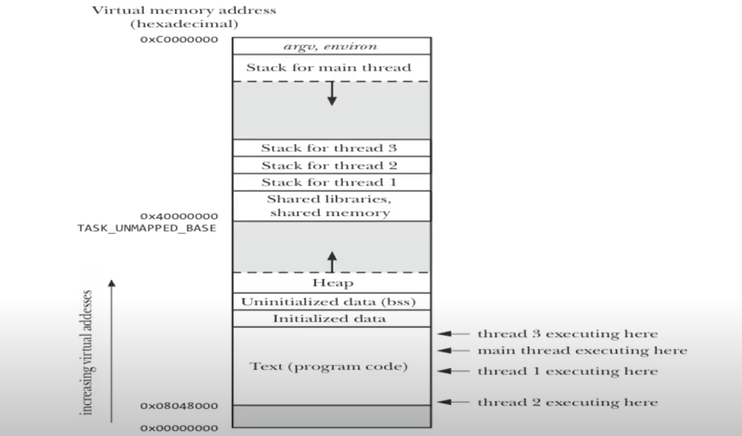 Virtual memory address
(hexadecimal)
0xC0000000
argv, environ
Stack for main thread
Stack for thread 3
Stack for thread 2
Stack for thread 1
Shared libraries,
shared memory
0x40000000
TASK_UNMAPPED_BASE
Heap
Uninitialized data (bss)
Initialized data
thread 3 executing here
main thread executing here
Text (program code)
thread 1 executing here
thread 2 executing here
0x08048000
0x00000000
increasing virtual addesses